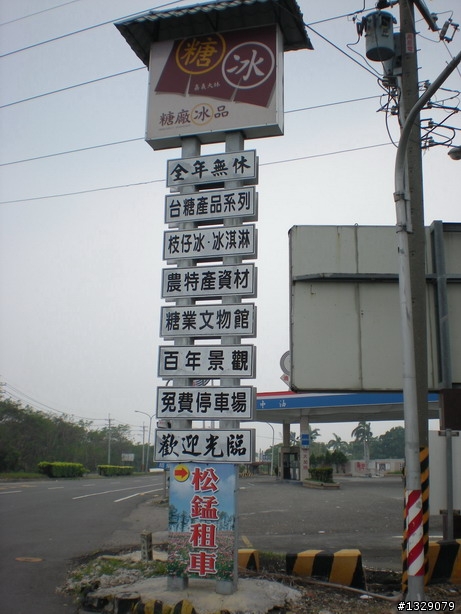 糖
冰
糖廠冰品
全年無休
台糖產品系列
枝仔冰·冰淇淋
農特產資材
糖業文物館
百年景觀
免費停車場
歡迎光臨
松錳租車
#1329079